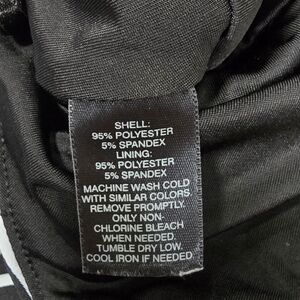 SHELL:
95% POLYESTER
5% SPANDEX
LINING:
95% POLYESTER
5% SPANDEX
MACHINE WASH COLD
WITH SIMILAR COLORS.
REMOVE PROMPTLY.
ONLY NON-
CHLORINE BLEACH
WHEN NEEDED.
TUMBLE DRY LOW.
COOL IRON IF NEEDED